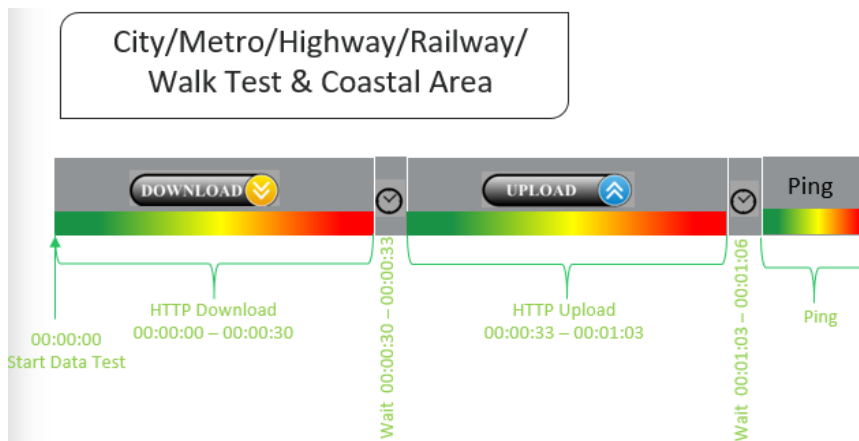 City/Metro/Highway/Railway/
Walk Test & Coastal Area
DOWNLOAD
UPLOAD
Ping
HTTP Download
00:00:00 – 00:00:30
00:00:00
Start Data Test
Wait 00:00:30 – 00:00:33
HTTP Upload
00:00:33 – 00:01:03
Wait 00:01:03 – 00:01:06
Ping